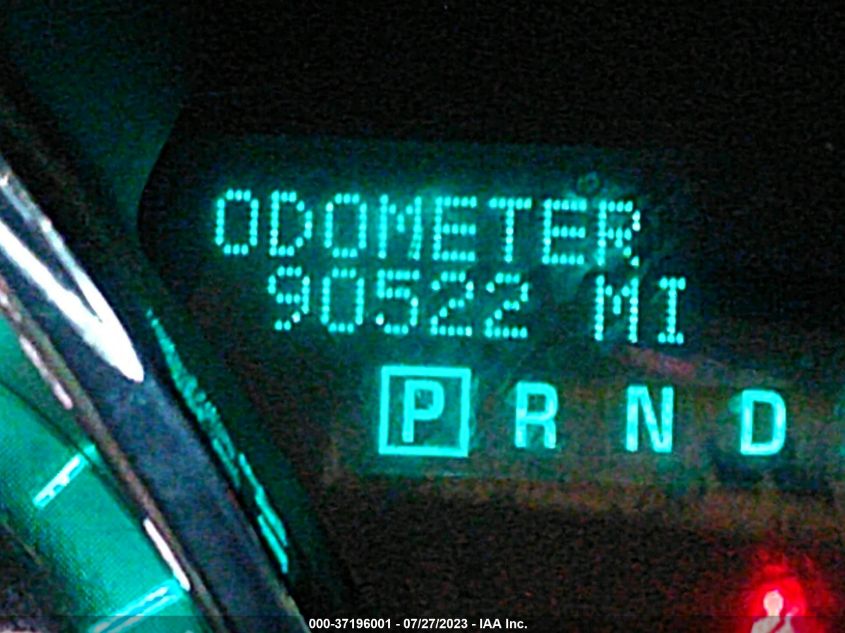 ODOMETER
90522 MI
P R N D
000-37196001 - 07/27/2023 - IAA Inc.